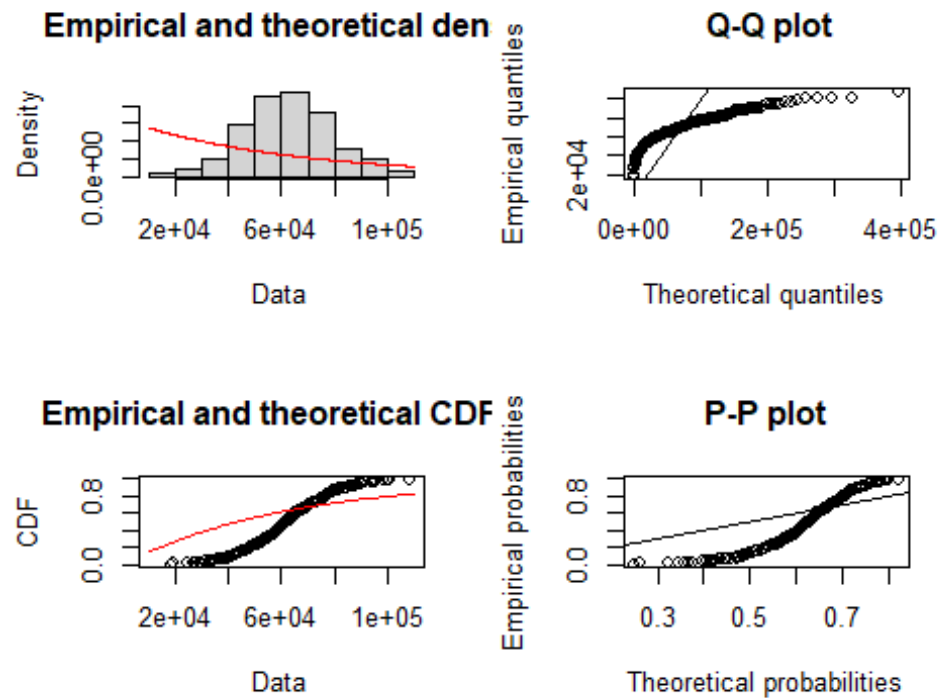 Empirical and theoretical den
Density
0.0e+00
2e+04 6e+04 1e+05
Data
Q-Q plot
Empirical quantiles
2e+04
0e+00 2e+05 4e+05
Theoretical quantiles
Empirical and theoretical CDF
CDF
0.0 0.8
2e+04 6e+04 1e+05
Data
P-P plot
Empirical probabilities
0.0 0.8
0.3 0.5 0.7
Theoretical probabilities